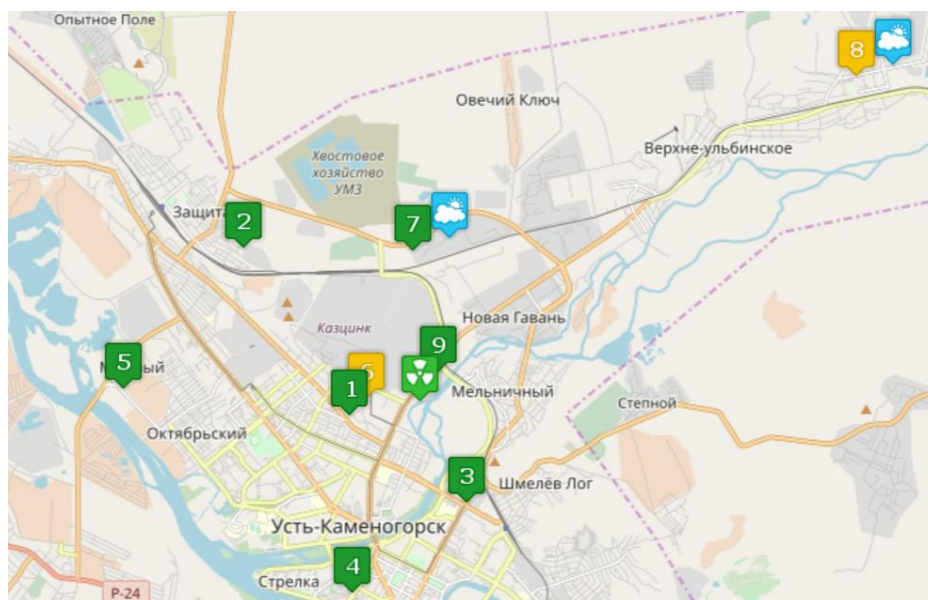 Опытное Поле
8
Овечий Ключ
Верхне-ульбинское
Хвостовое
хозяйство
УМЗ
Защита
2
7
Новая Гавань
Казцинк
9
5
6
1
Мельничный
Степной
Октябрьский
3
Шмелёв Лог
Усть-Каменогорск
4
Стрелка
Р-24